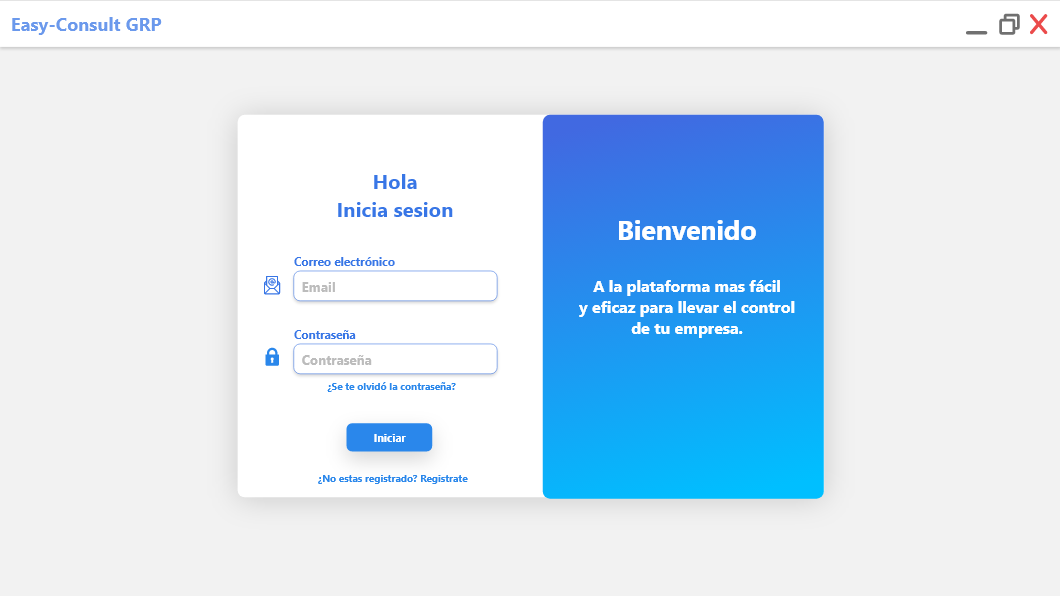 Easy-Consult GRP
Hola
Inicia sesion
Correo electrónico
Email
Contraseña
Contraseña
¿Se te olvidó la contraseña?
Iniciar
¿No estas registrado? Registrate
Bienvenido
A la plataforma mas fácil
y eficaz para llevar el control
de tu empresa.